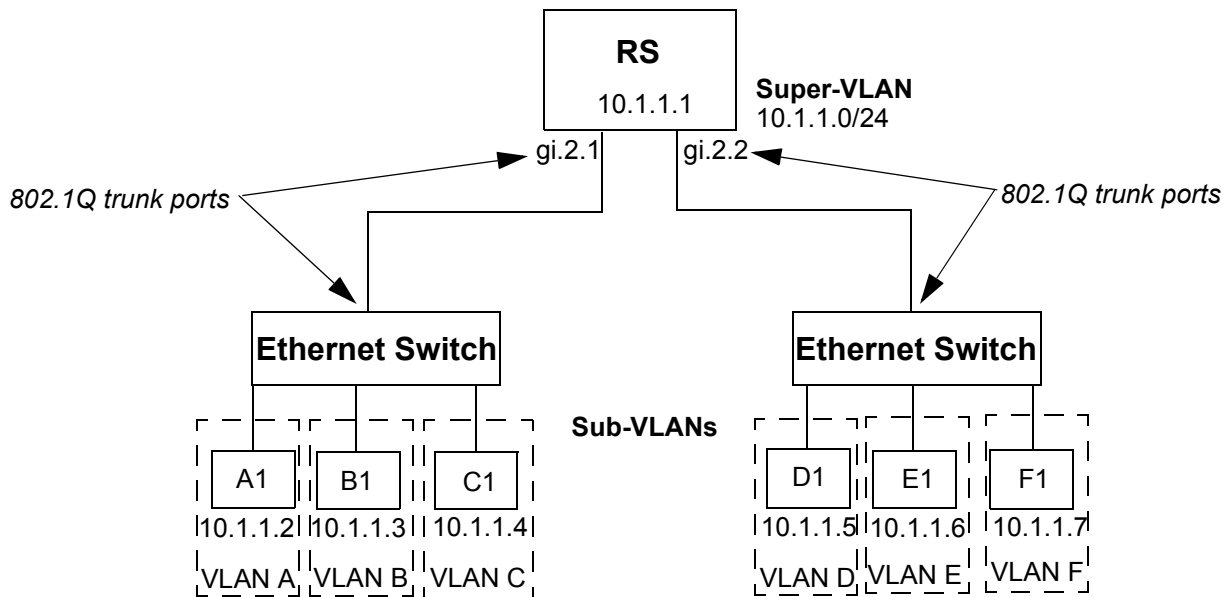 RS
10.1.1.1
Super-VLAN
10.1.1.0/24
gi.2.1
gi.2.2
802.1Q trunk ports
802.1Q trunk ports
Ethernet Switch
Ethernet Switch
Sub-VLANs
A1
B1
C1
D1
E1
F1
10.1.1.2
10.1.1.3
10.1.1.4
10.1.1.5
10.1.1.6
10.1.1.7
VLAN A
VLAN B
VLAN C
VLAN D
VLAN E
VLAN F